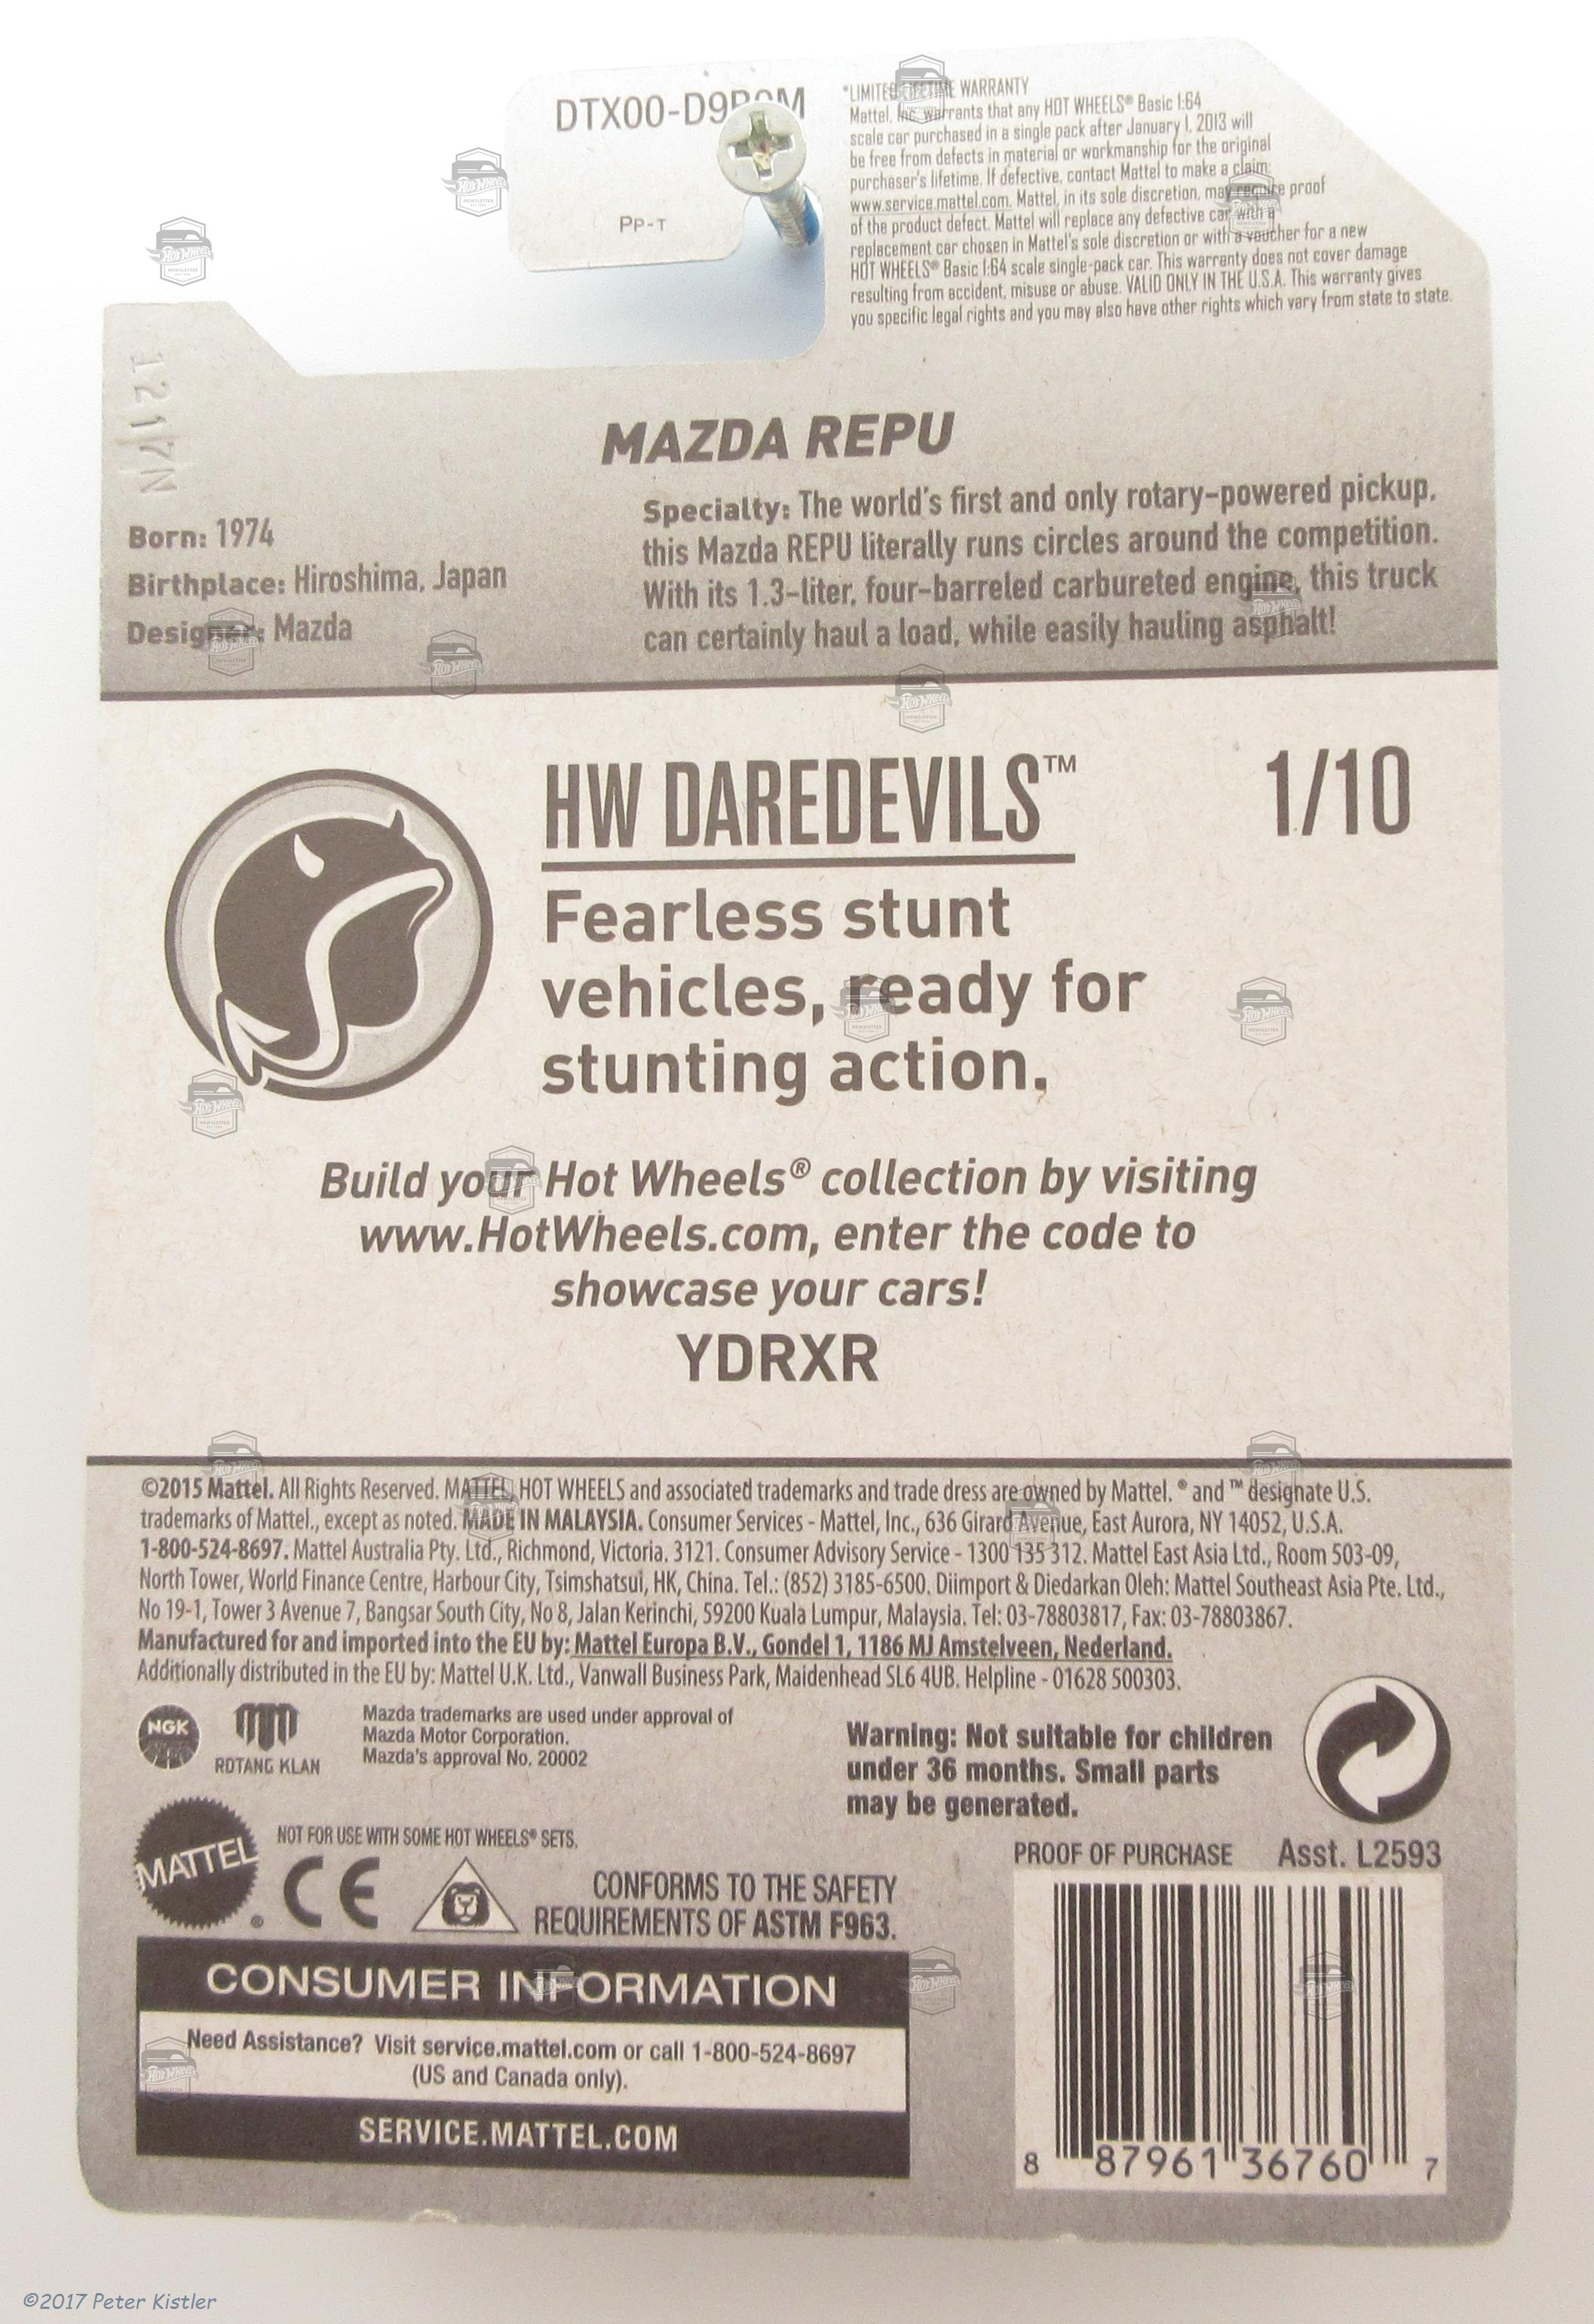 DTX00-D9
PP-T
*LIMITED LIFETIME WARRANTY
Mattel, Inc. warrants that any HOT WHEELS® Basic 1:64
scale car purchased in a single pack after January 1, 2013 will
be free from defects in material or workmanship for the original
purchaser's lifetime. If defective, contact Mattel to make a claim:
www.service.mattel.com. Mattel, in its sole discretion, may require proof
of the product defect. Mattel will replace any defective car with a
replacement car chosen in Mattel's sole discretion or with a voucher for a new
HOT WHEELS® Basic 1:64 scale single-pack car. This warranty does not cover damage
resulting from accident, misuse or abuse. VALID ONLY IN THE U.S.A. This warranty gives
you specific legal rights and you may also have other rights which vary from state to state.
1217N
MAZDA REPU
Born: 1974
Birthplace: Hiroshima, Japan
Designer: Mazda
Specialty: The world's first and only rotary-powered pickup,
this Mazda REPU literally runs circles around the competition.
With its 1.3-liter, four-barreled carbureted engine, this truck
can certainly haul a load, while easily hauling asphalt!
HW DAREDEVILS™ 1/10
Fearless stunt
vehicles, ready for
stunting action.
Build your Hot Wheels® collection by visiting
www.HotWheels.com, enter the code to
showcase your cars!
YDRXR
©2015 Mattel. All Rights Reserved. MATTEL, HOT WHEELS and associated trademarks and trade dress are owned by Mattel. ® and ™ designate U.S.
trademarks of Mattel., except as noted. MADE IN MALAYSIA. Consumer Services - Mattel, Inc., 636 Girard Avenue, East Aurora, NY 14052, U.S.A.
1-800-524-8697. Mattel Australia Pty. Ltd., Richmond, Victoria. 3121. Consumer Advisory Service - 1300 135 312. Mattel East Asia Ltd., Room 503-09,
North Tower, World Finance Centre, Harbour City, Tsimshatsui, HK, China. Tel.: (852) 3185-6500. Diimport & Diedarkan Oleh: Mattel Southeast Asia Pte. Ltd.,
No 19-1, Tower 3 Avenue 7, Bangsar South City, No 8, Jalan Kerinchi, 59200 Kuala Lumpur, Malaysia. Tel: 03-78803817, Fax: 03-78803867.
Manufactured for and imported into the EU by: Mattel Europa B.V., Gondel 1, 1186 MJ Amstelveen, Nederland.
Additionally distributed in the EU by: Mattel U.K. Ltd., Vanwall Business Park, Maidenhead SL6 4UB. Helpline - 01628 500303.
NGK
ROTANG KLAN
Mazda trademarks are used under approval of
Mazda Motor Corporation.
Mazda's approval No. 20002
Warning: Not suitable for children
under 36 months. Small parts
may be generated.
MATTEL®
NOT FOR USE WITH SOME HOT WHEELS® SETS.
CE
CONFORMS TO THE SAFETY
REQUIREMENTS OF ASTM F963.
PROOF OF PURCHASE Asst. L2593
CONSUMER INFORMATION
Need Assistance? Visit service.mattel.com or call 1-800-524-8697
(US and Canada only).
SERVICE.MATTEL.COM
8 87961 36760 7
©2017 Peter Kistler